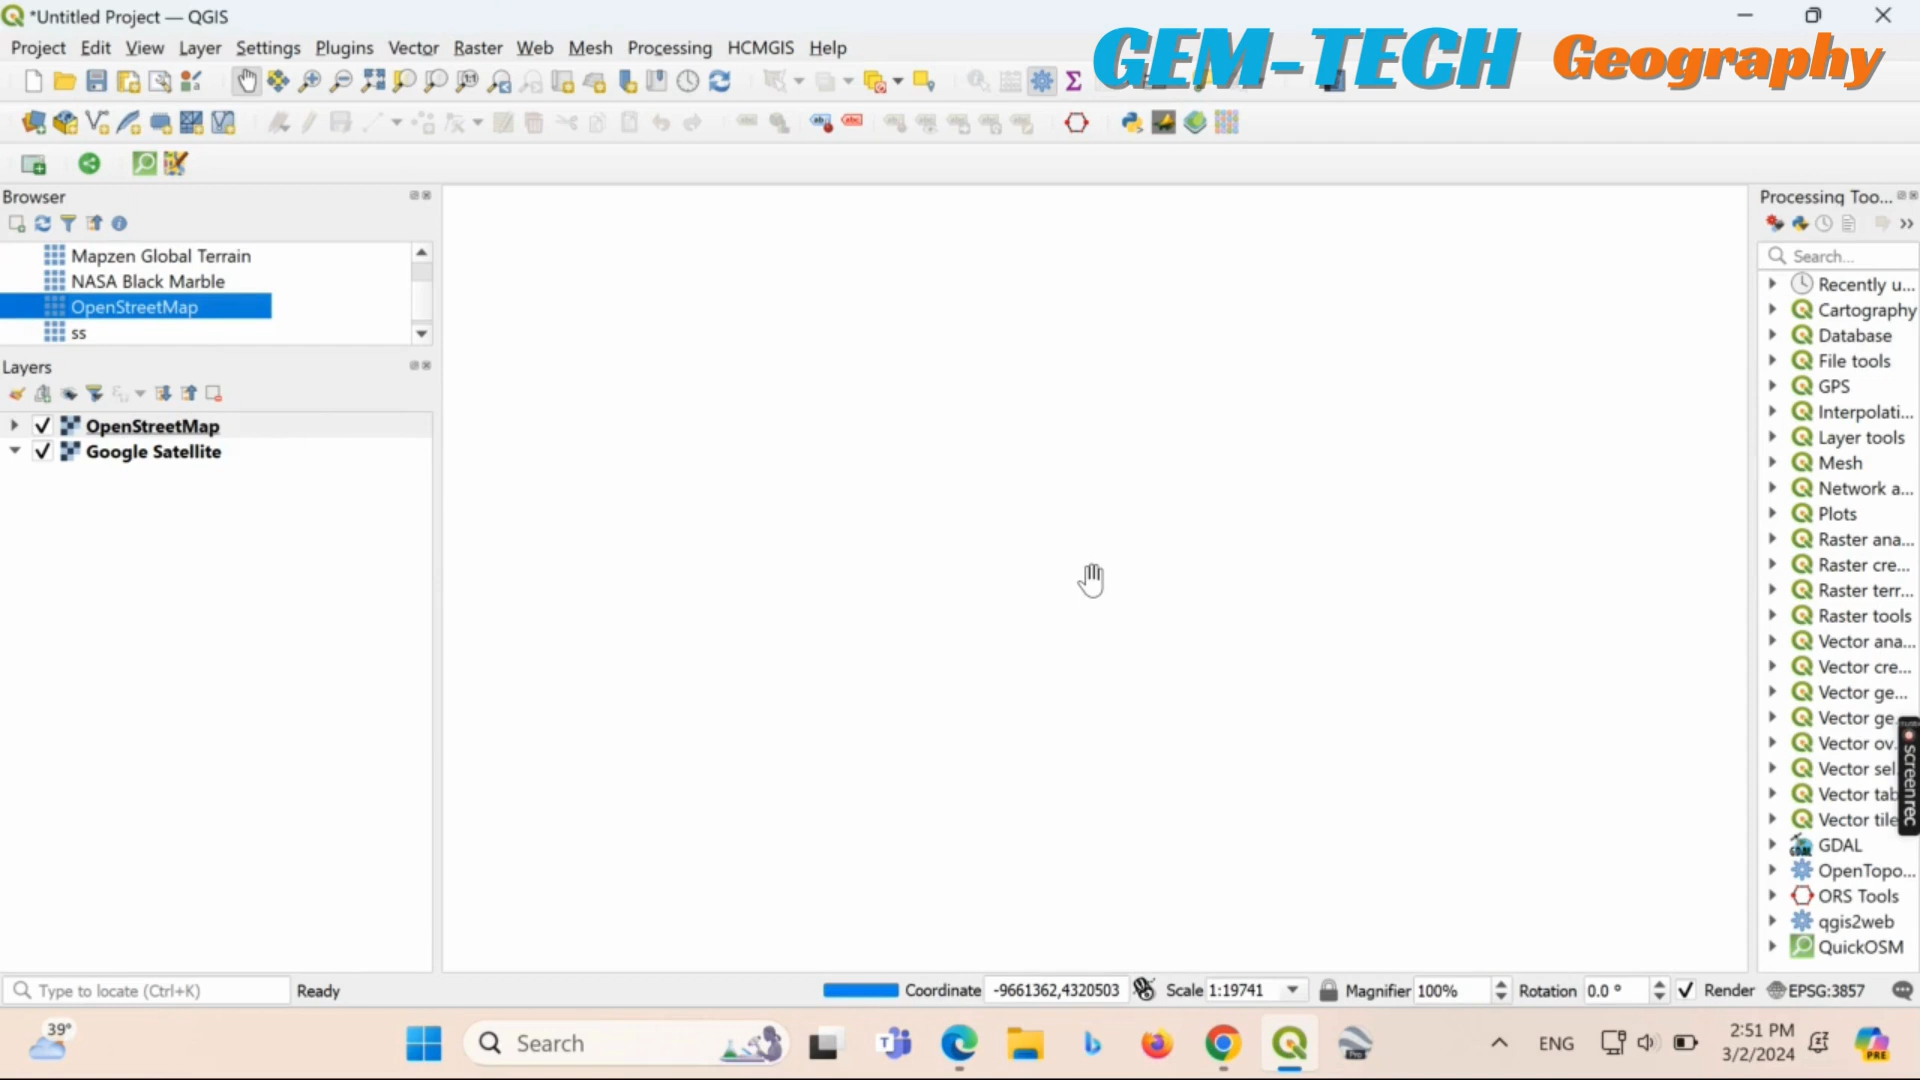 *Untitled Project — QGIS
Project Edit View Layer Settings Plugins Vector Raster Web Mesh Processing HCMGIS Help
GEM-TECH Geography
Browser
Mapzen Global Terrain
NASA Black Marble
OpenStreetMap
ss
Layers
OpenStreetMap
Google Satellite
Processing Too...
Search...
Recently u...
Cartography
Database
File tools
GPS
Interpolati...
Layer tools
Mesh
Network a...
Plots
Raster ana...
Raster cre...
Raster terr...
Raster tools
Vector ana...
Vector cre...
Vector ge...
Vector ge.
Vector ov.
Vector sel.
Vector tab
Vector tile
GDAL
OpenTopo...
ORS Tools
qgis2web
QuickOSM
screenrec
Type to locate (Ctrl+K) Ready Coordinate -9661362,4320503 Scale 1:19741 Magnifier 100% Rotation 0.0 ° Render EPSG:3857
39°
Search
ENG
2:51 PM
3/2/2024
PRE